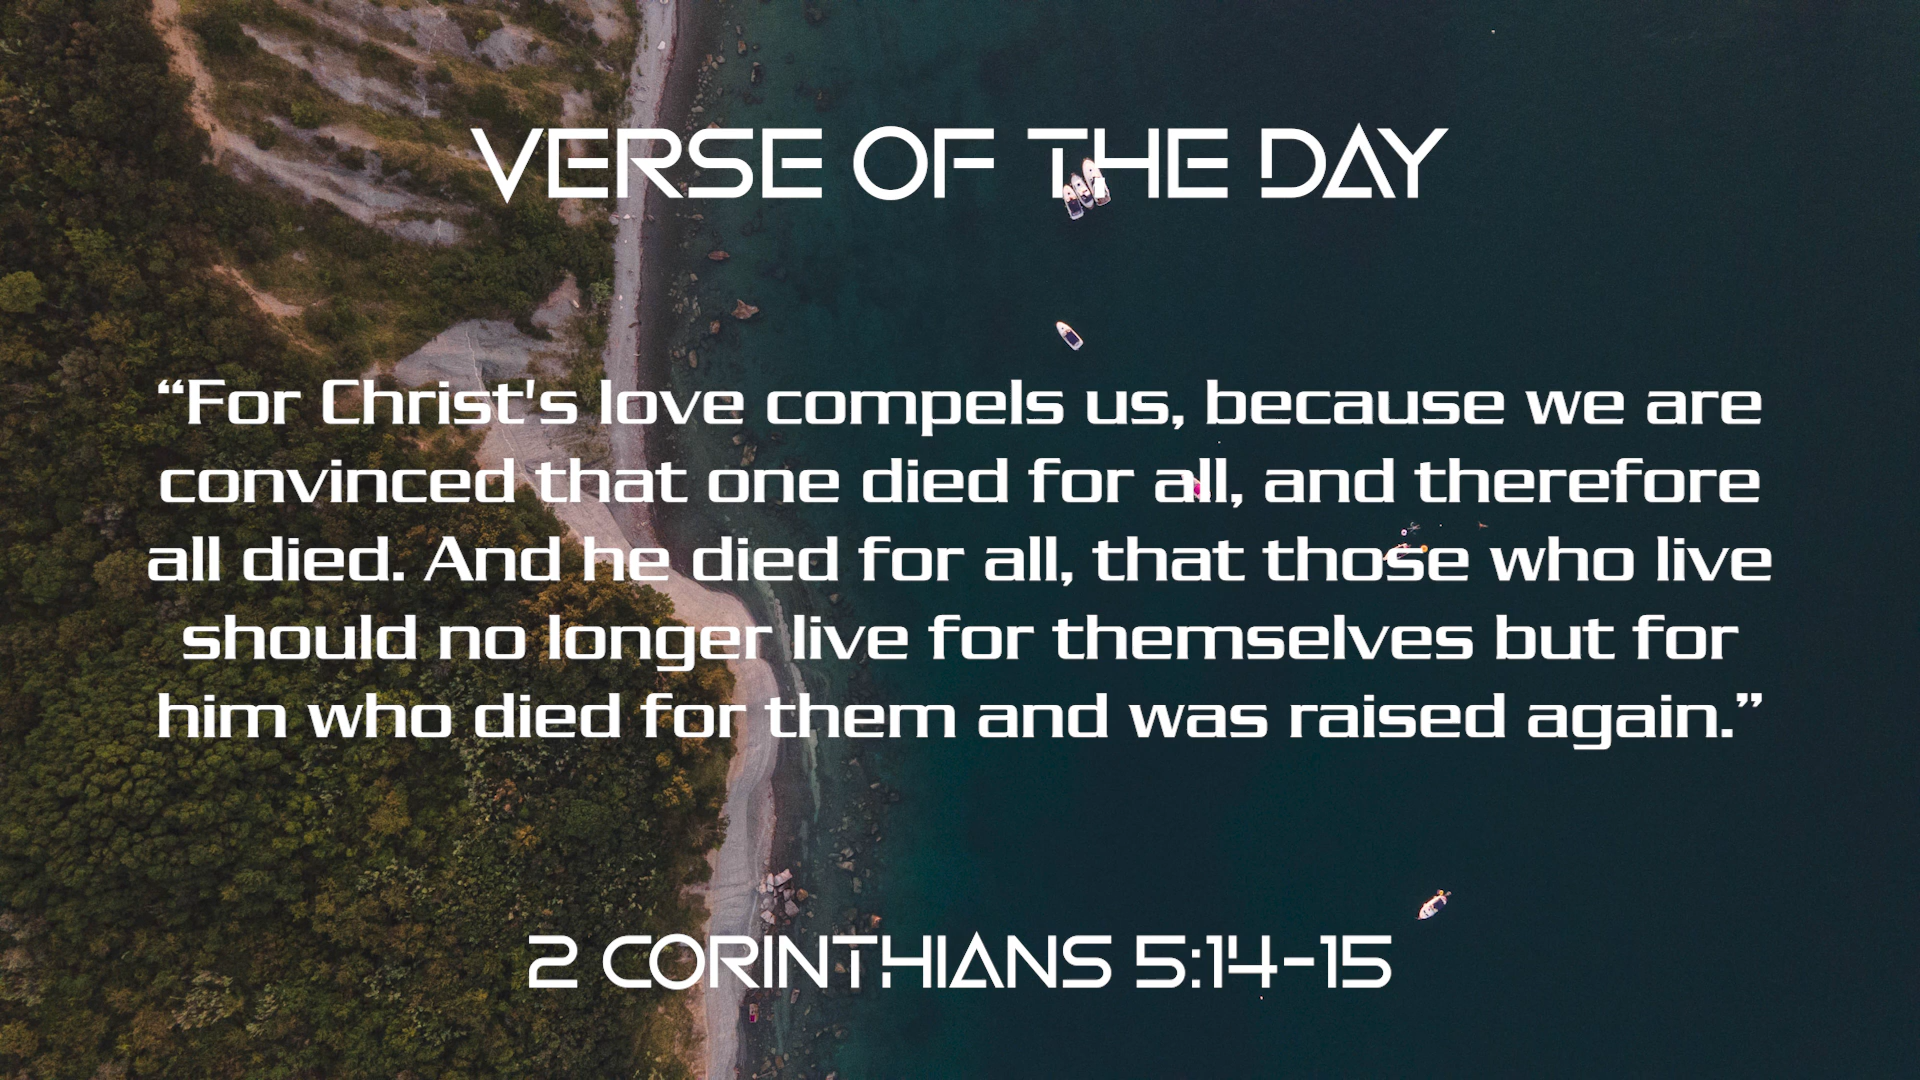 VERSE OF THE DAY
“For Christ's love compels us, because we are
convinced that one died for all, and therefore
all died. And he died for all, that those who live
should no longer live for themselves but for
him who died for them and was raised again.”
2 CORINTHIANS 5:14-15